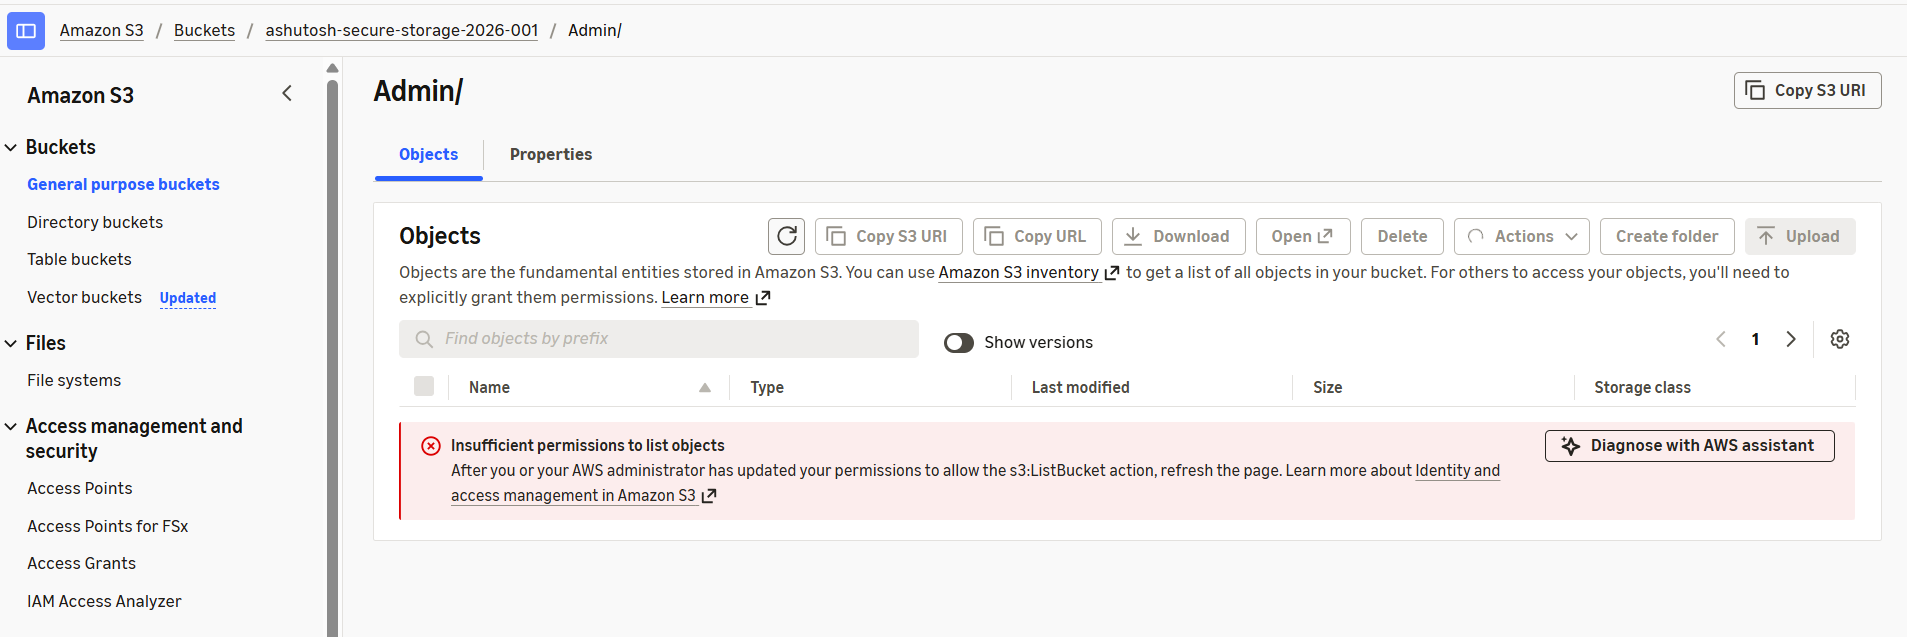 Amazon S3 / Buckets / ashutosh-secure-storage-2026-001 / Admin/
Amazon S3
Buckets
General purpose buckets
Directory buckets
Table buckets
Vector buckets Updated
Files
File systems
Access management and
security
Access Points
Access Points for FSx
Access Grants
IAM Access Analyzer
Admin/
Copy S3 URI
Objects Properties
Objects
Copy S3 URI Copy URL Download Open Delete Actions Create folder Upload
Objects are the fundamental entities stored in Amazon S3. You can use Amazon S3 inventory to get a list of all objects in your bucket. For others to access your objects, you'll need to
explicitly grant them permissions. Learn more
Find objects by prefix
Show versions
1
Name Type Last modified Size Storage class
Insufficient permissions to list objects
After you or your AWS administrator has updated your permissions to allow the s3:ListBucket action, refresh the page. Learn more about Identity and
access management in Amazon S3
Diagnose with AWS assistant